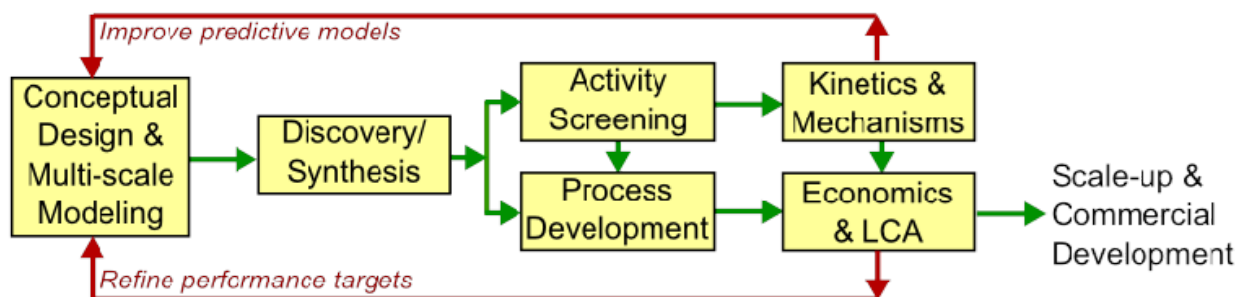 Improve predictive models
Conceptual
Design &
Multi-scale
Modeling
Discovery/
Synthesis
Activity
Screening
Process
Development
Kinetics &
Mechanisms
Economics
& LCA
Scale-up &
Commercial
Development
Refine performance targets